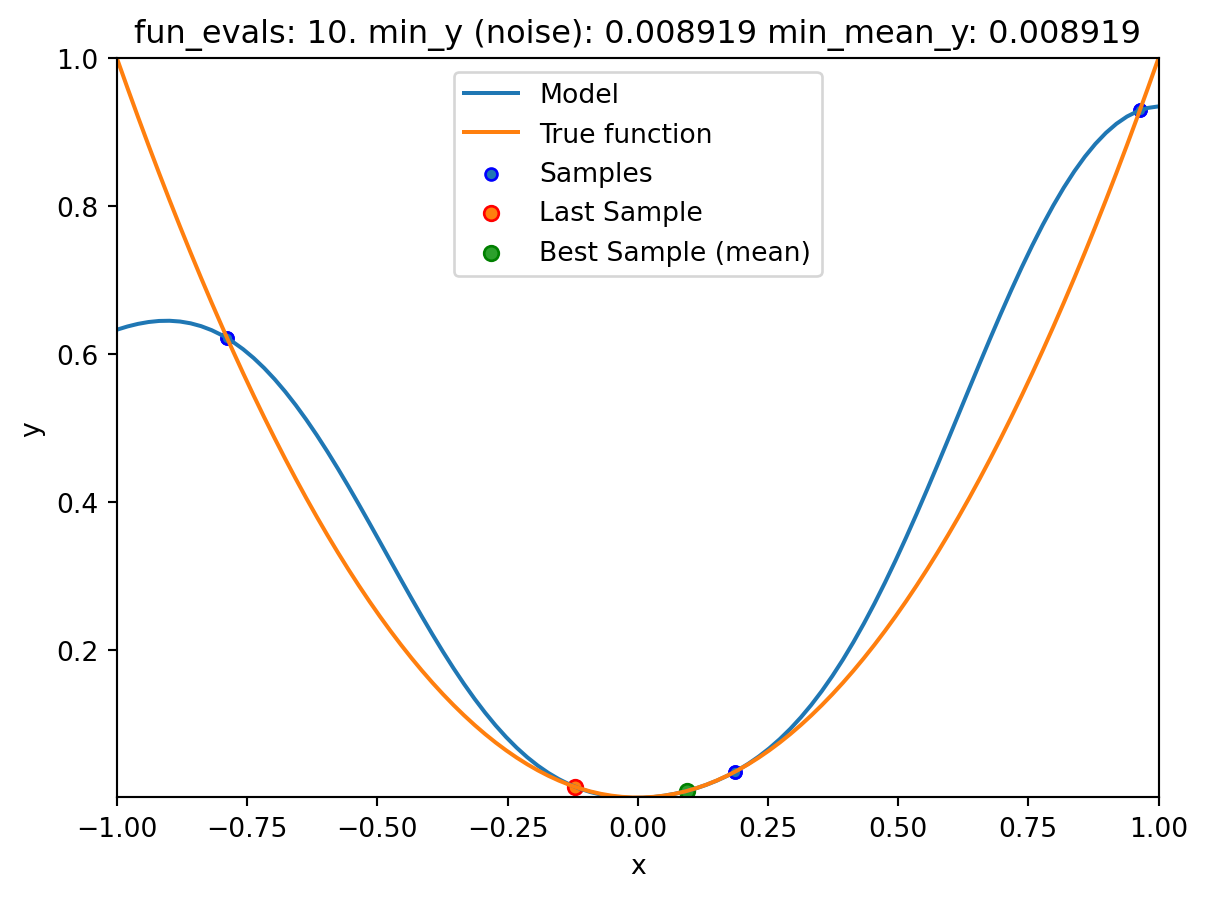 fun_evals: 10. min_y (noise): 0.008919 min_mean_y: 0.008919
Model
True function
Samples
Last Sample
Best Sample (mean)
1.0
0.8
0.6
0.4
0.2
y
−1.00 −0.75 −0.50 −0.25 0.00 0.25 0.50 0.75 1.00
x